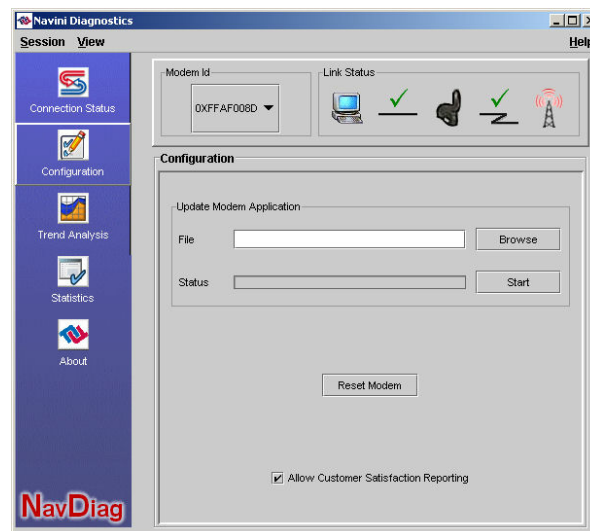 Navini Diagnostics
Session View Help
Modem Id
Link Status
0XFFAF008D
Connection Status
Configuration
Trend Analysis
Statistics
About
NavDiag
Configuration
Update Modem Application
File
Browse
Status
Start
Reset Modem
Allow Customer Satisfaction Reporting